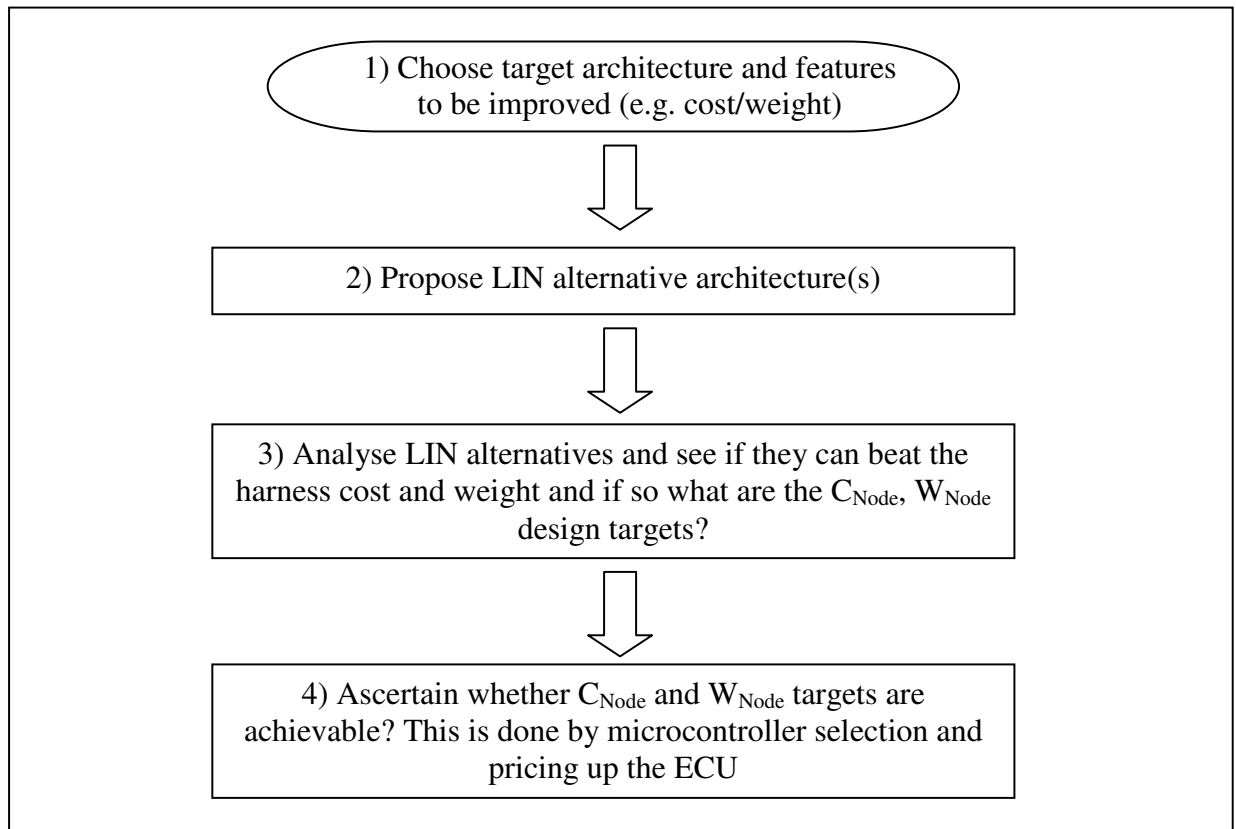 1) Choose target architecture and features
to be improved (e.g. cost/weight)
2) Propose LIN alternative architecture(s)
3) Analyse LIN alternatives and see if they can beat the
harness cost and weight and if so what are the CNode, WNode
design targets?
4) Ascertain whether CNode and WNode targets are
achievable? This is done by microcontroller selection and
pricing up the ECU